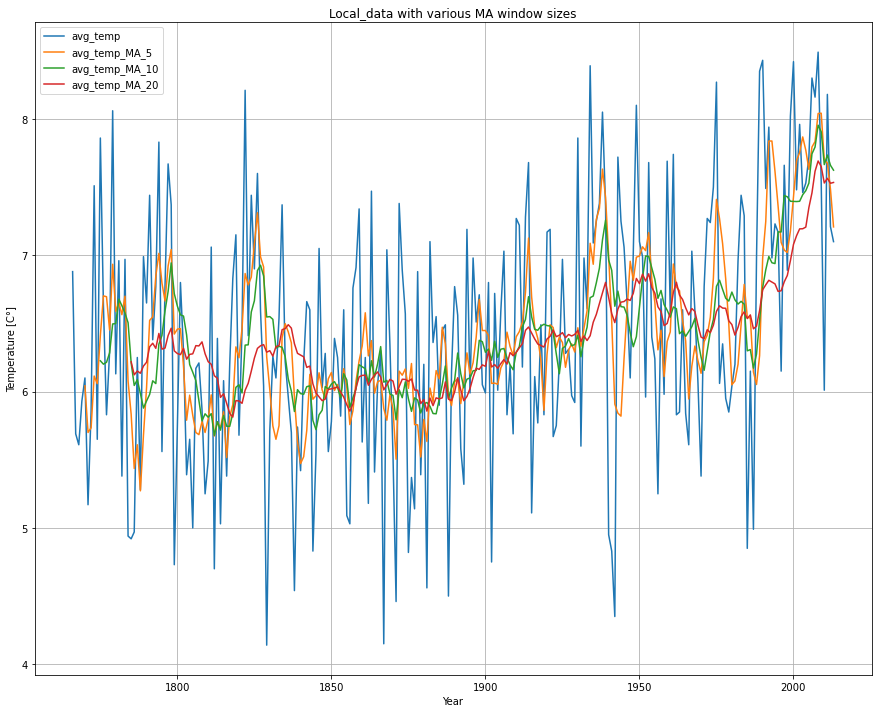 Local_data with various MA window sizes
avg_temp
avg_temp_MA_5
avg_temp_MA_10
avg_temp_MA_20
8
7
6
5
4
Temperature [C°]
1800
1850
1900
1950
2000
Year